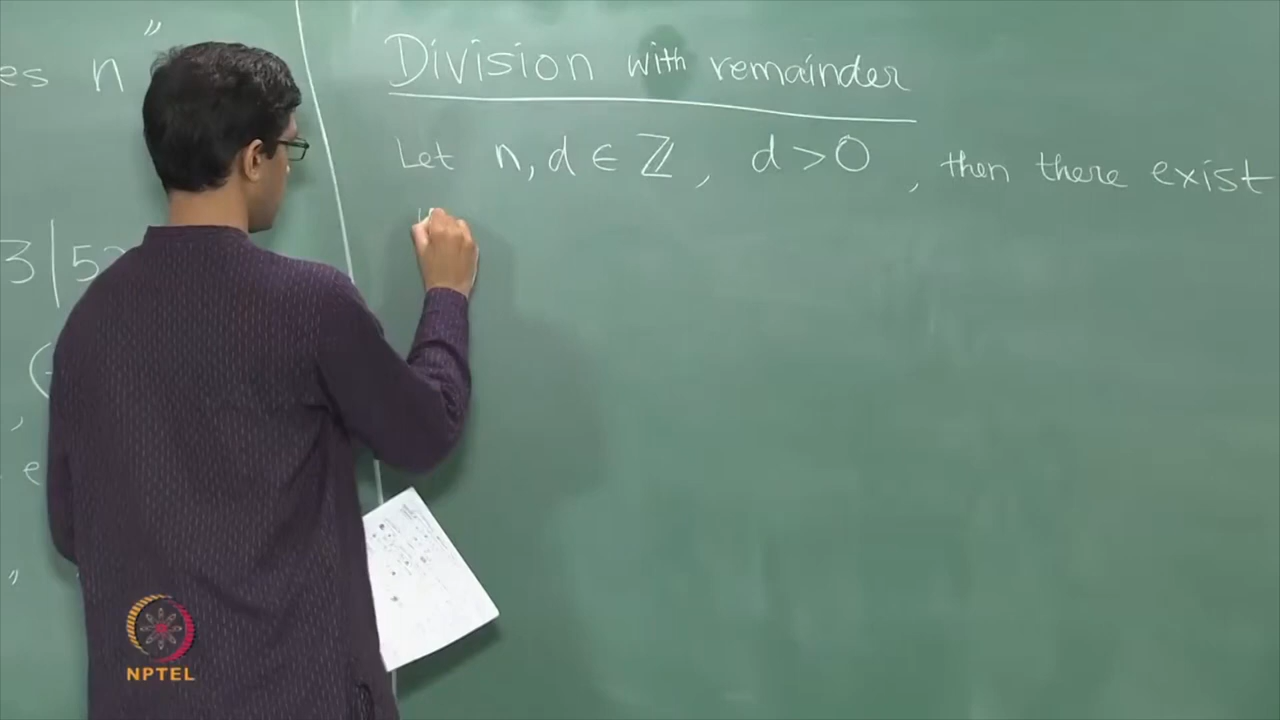 es n"
3|5
Division with remainder
Let n, d ∈ ℤ, d > 0, then there exist
NPTEL